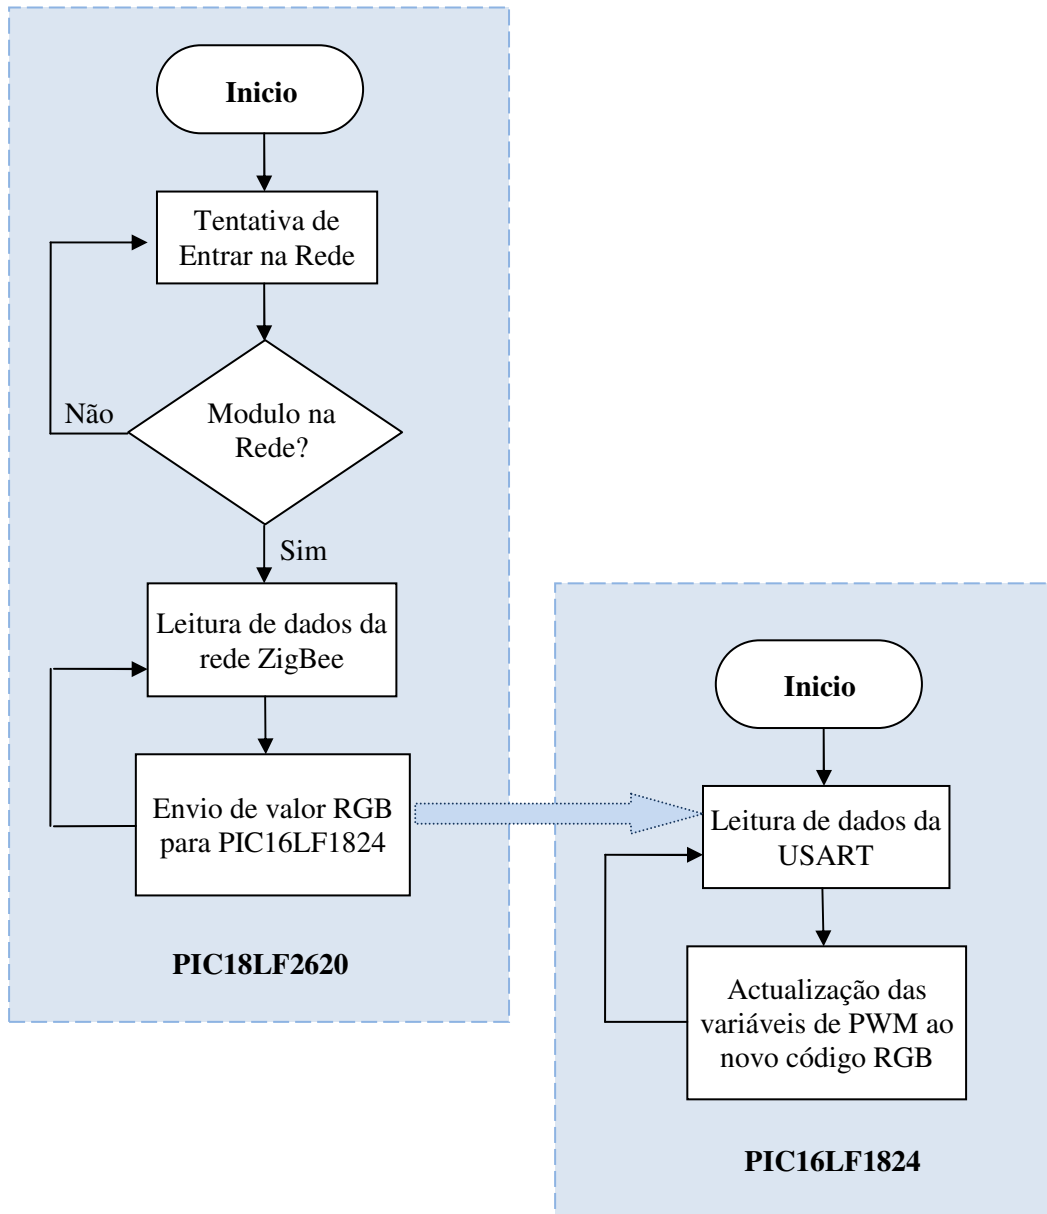 Inicio
Tentativa de
Entrar na Rede
Não
Modulo na
Rede?
Sim
Leitura de dados da
rede ZigBee
Envio de valor RGB
para PIC16LF1824
PIC18LF2620
Inicio
Leitura de dados da
USART
Actualização das
variáveis de PWM ao
novo código RGB
PIC16LF1824